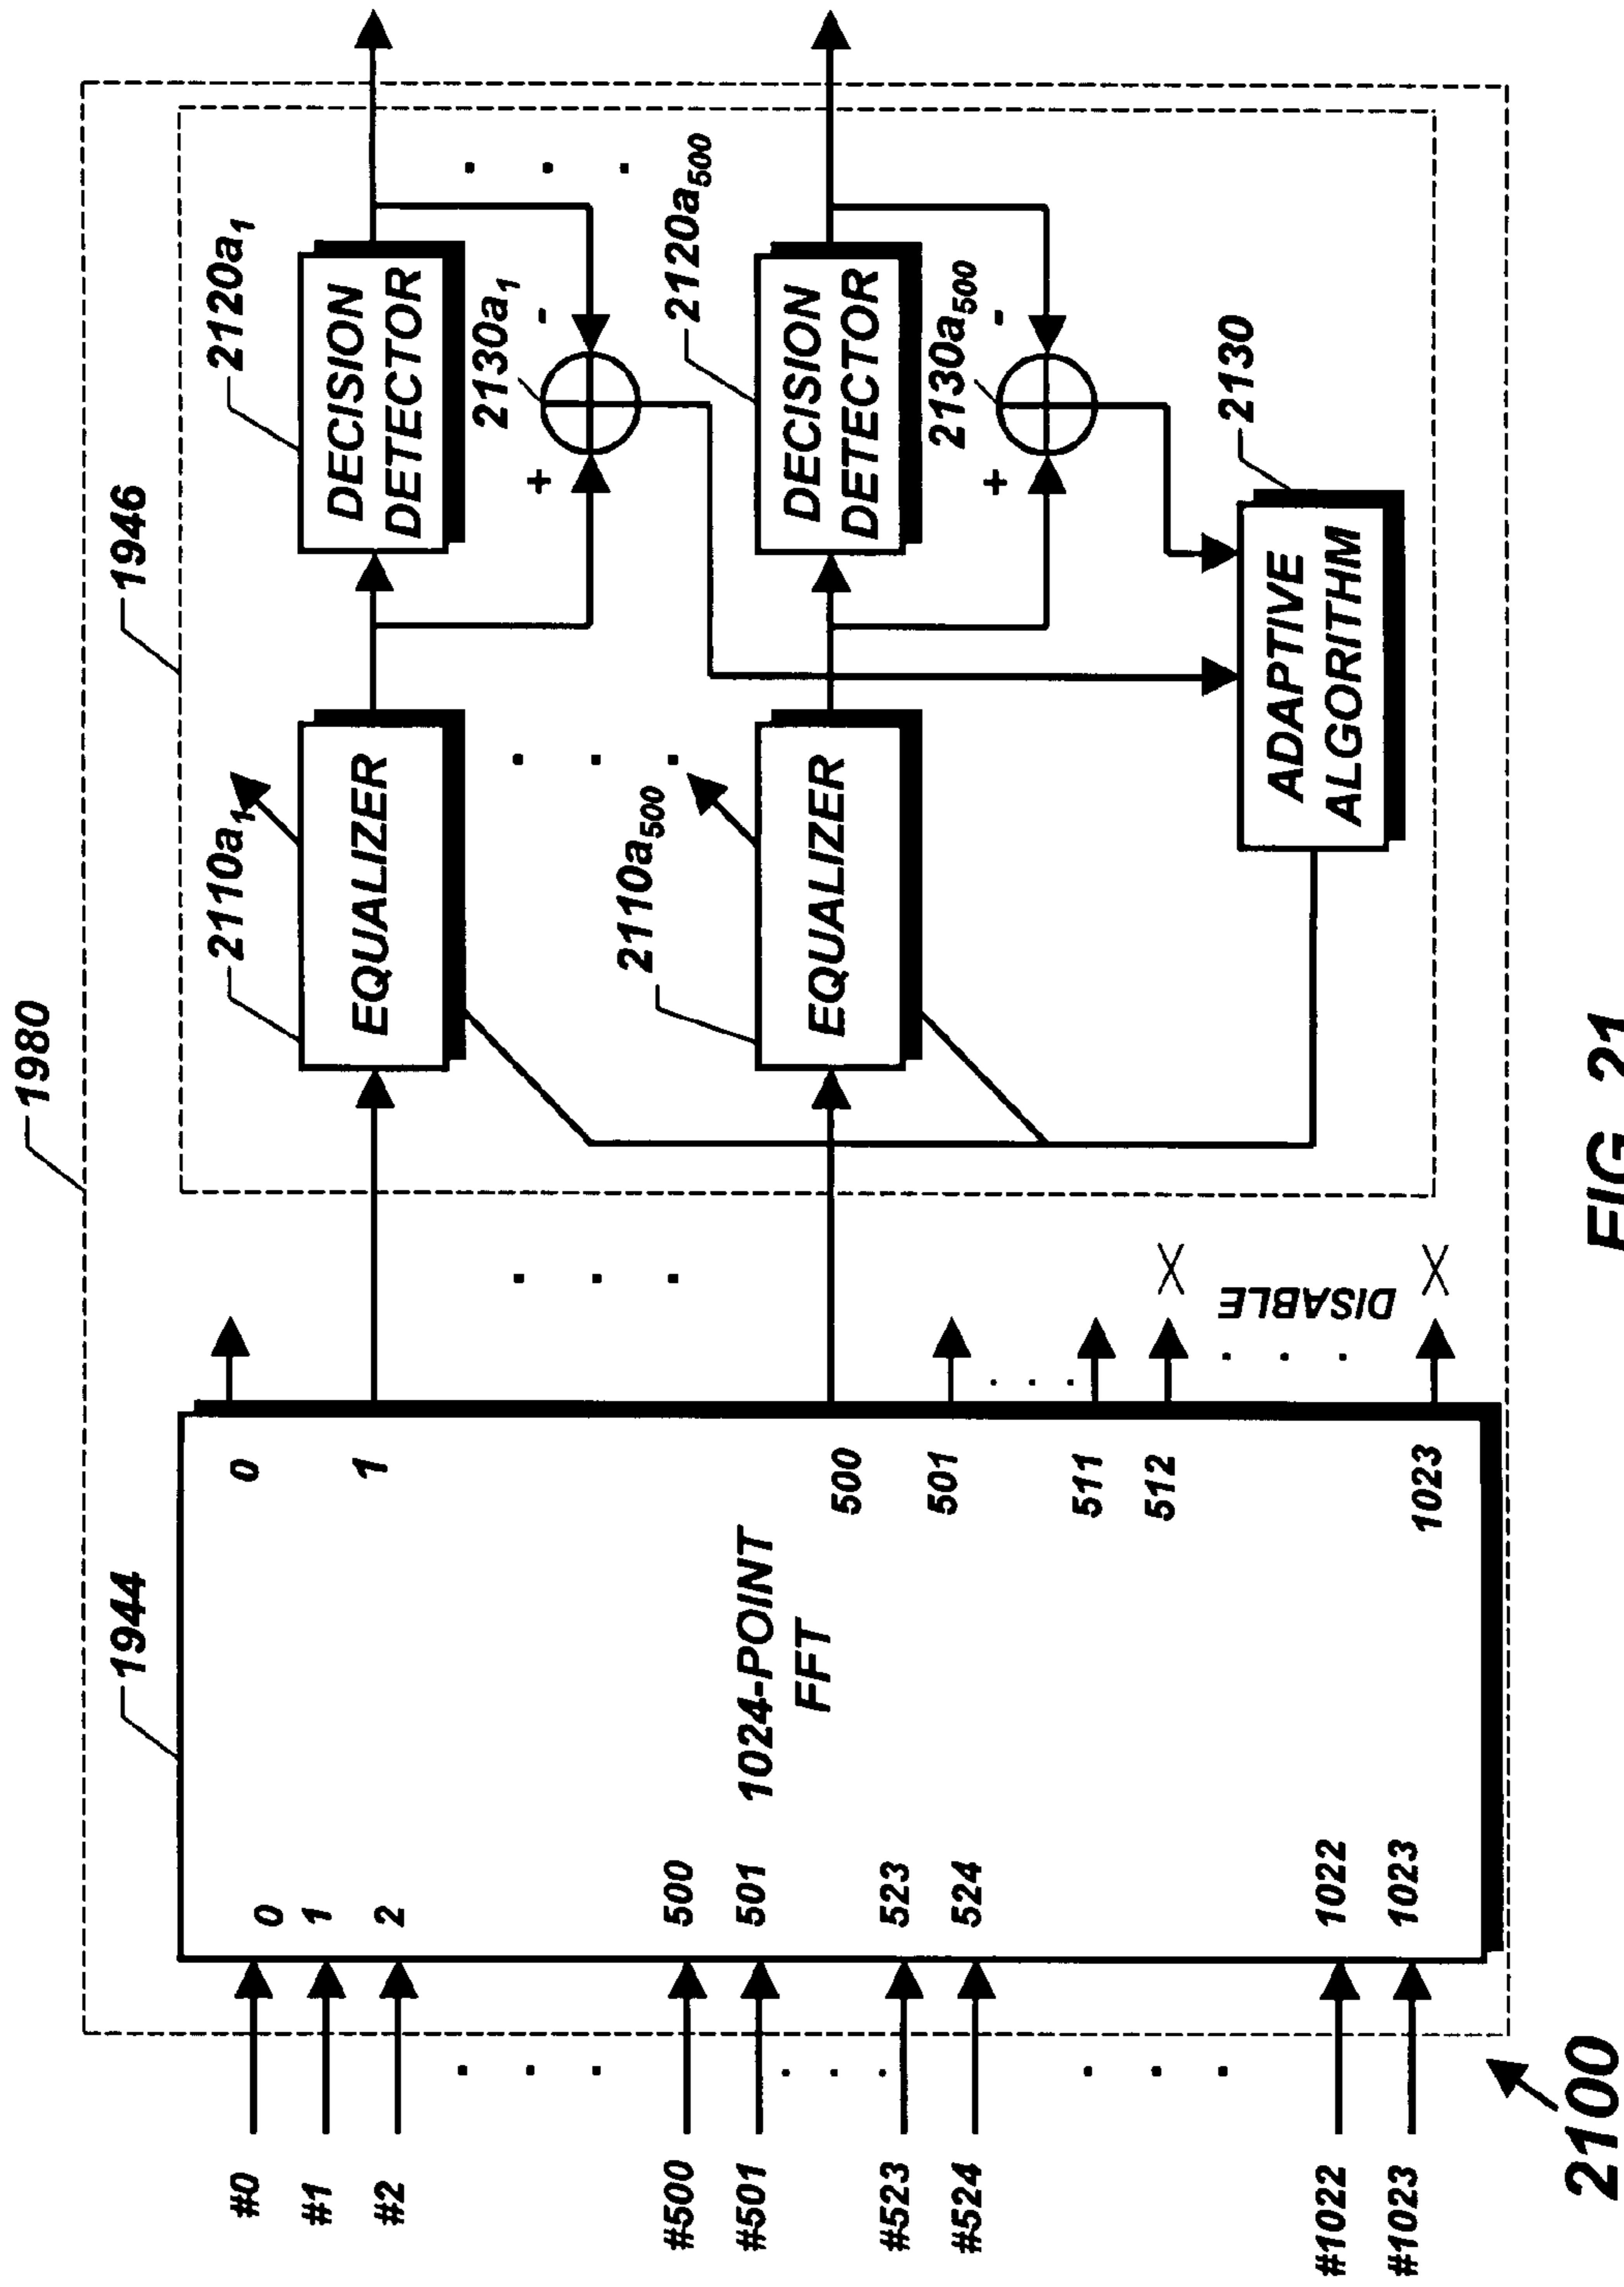 1980
1944
1946
#0
#1
#2
#500
#501
#523
#524
#1022
#1023
0
1
2
500
501
523
524
1022
1023
1024-POINT
FFT
0
1
500
501
511
512
1023
DISABLE
2110a1
EQUALIZER
2110a500
EQUALIZER
2120a1
DECISION
DETECTOR
2130a1
+
-
2120a500
DECISION
DETECTOR
2130a500
+
-
2130
ADAPTIVE
ALGORITHM
2100
FIG. 21